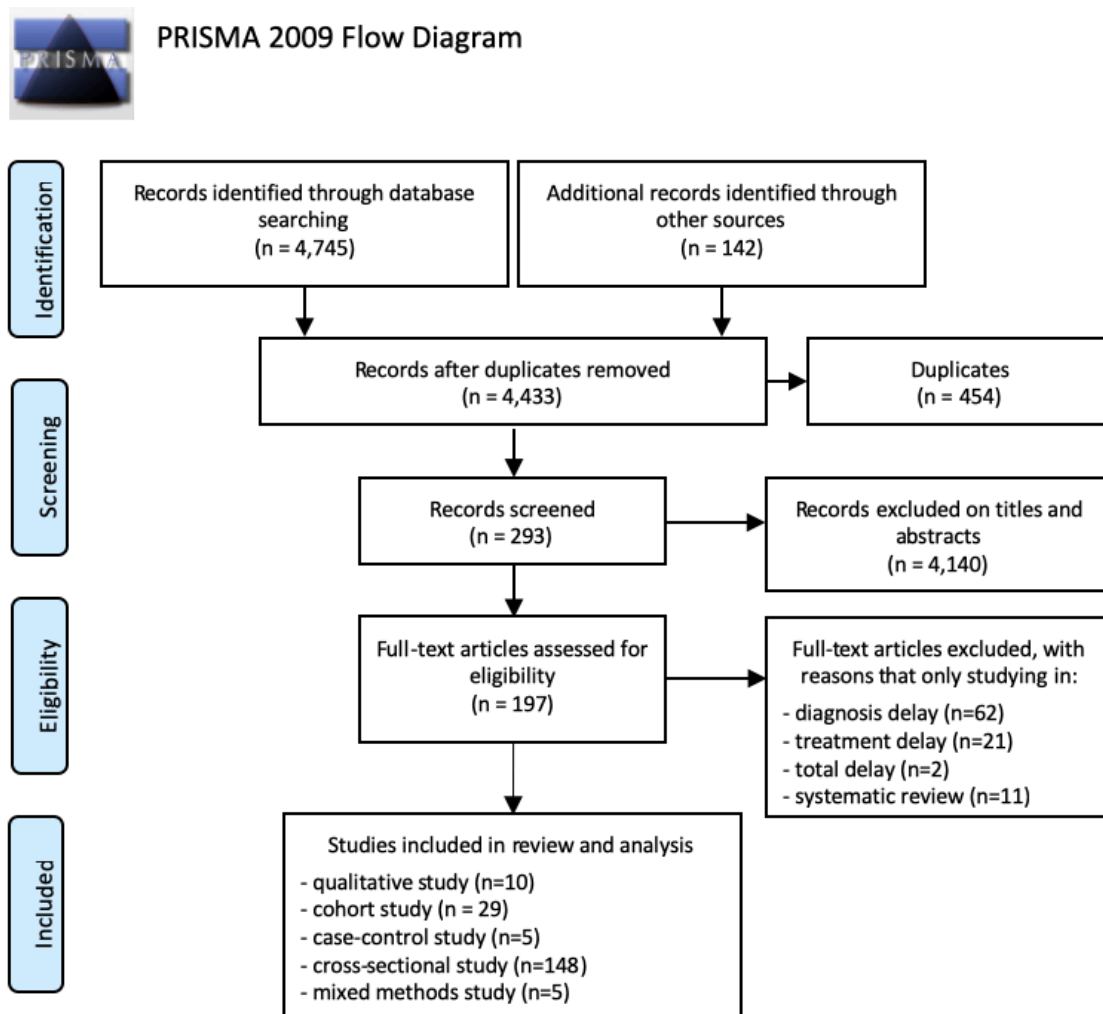 PRISMA
PRISMA 2009 Flow Diagram
Identification
Records identified through database
searching
(n = 4,745)
Additional records identified through
other sources
(n = 142)
Records after duplicates removed
(n = 4,433)
Duplicates
(n = 454)
Screening
Records screened
(n = 293)
Records excluded on titles and
abstracts
(n = 4,140)
Eligibility
Full-text articles assessed for
eligibility
(n = 197)
Full-text articles excluded, with
reasons that only studying in:
- diagnosis delay (n=62)
- treatment delay (n=21)
- total delay (n=2)
- systematic review (n=11)
Included
Studies included in review and analysis
- qualitative study (n=10)
- cohort study (n = 29)
- case-control study (n=5)
- cross-sectional study (n=148)
- mixed methods study (n=5)